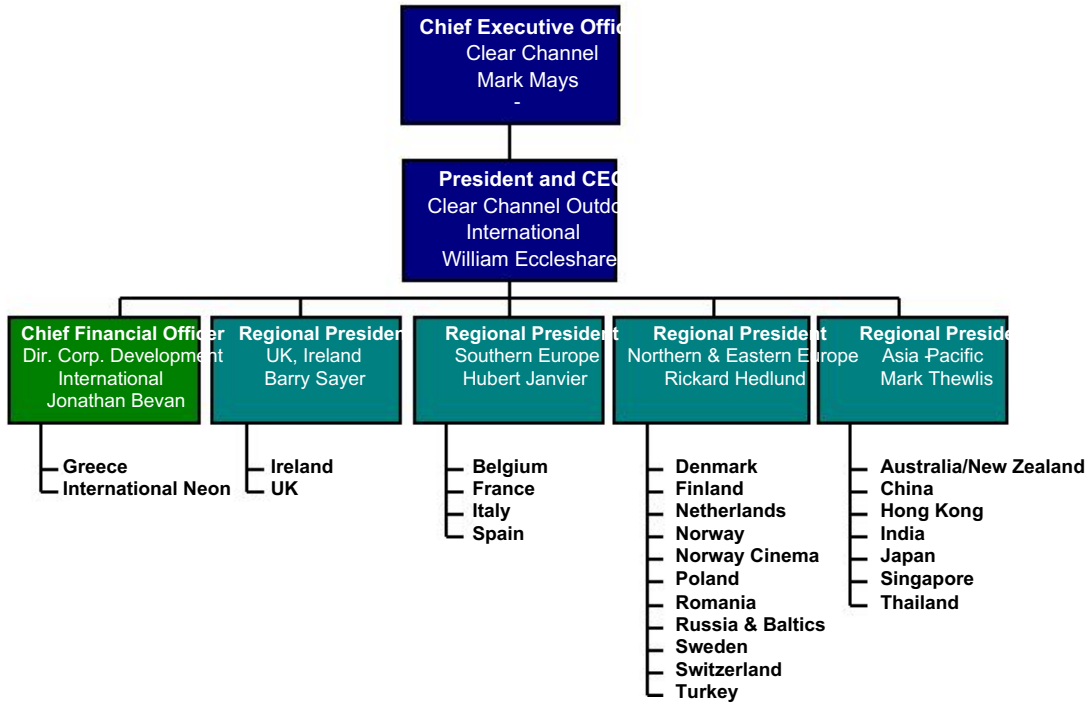 Chief Executive Offic
Clear Channel
Mark Mays
-
President and CEO
Clear Channel Outdo
International
William Eccleshare
Chief Financial Officer
Dir. Corp. Development
International
Jonathan Bevan
Regional President
UK, Ireland
Barry Sayer
Regional President
Southern Europe
Hubert Janvier
Regional President
Northern & Eastern Europe
Rickard Hedlund
Regional Preside
Asia -Pacific
Mark Thewlis
Greece
International Neon
Ireland
UK
Belgium
France
Italy
Spain
Denmark
Finland
Netherlands
Norway
Norway Cinema
Poland
Romania
Russia & Baltics
Sweden
Switzerland
Turkey
Australia/New Zealand
China
Hong Kong
India
Japan
Singapore
Thailand